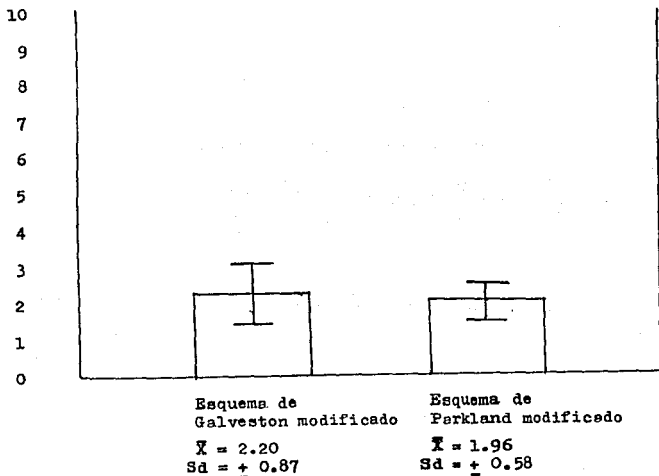 10
9
8
7
6
5
4
3
2
1
0
Esquema de
Galveston modificado
X̅ = 2.20
Sd = ± 0.87
Esquema de
Parkland modificado
X̅ = 1.96
Sd = ± 0.58